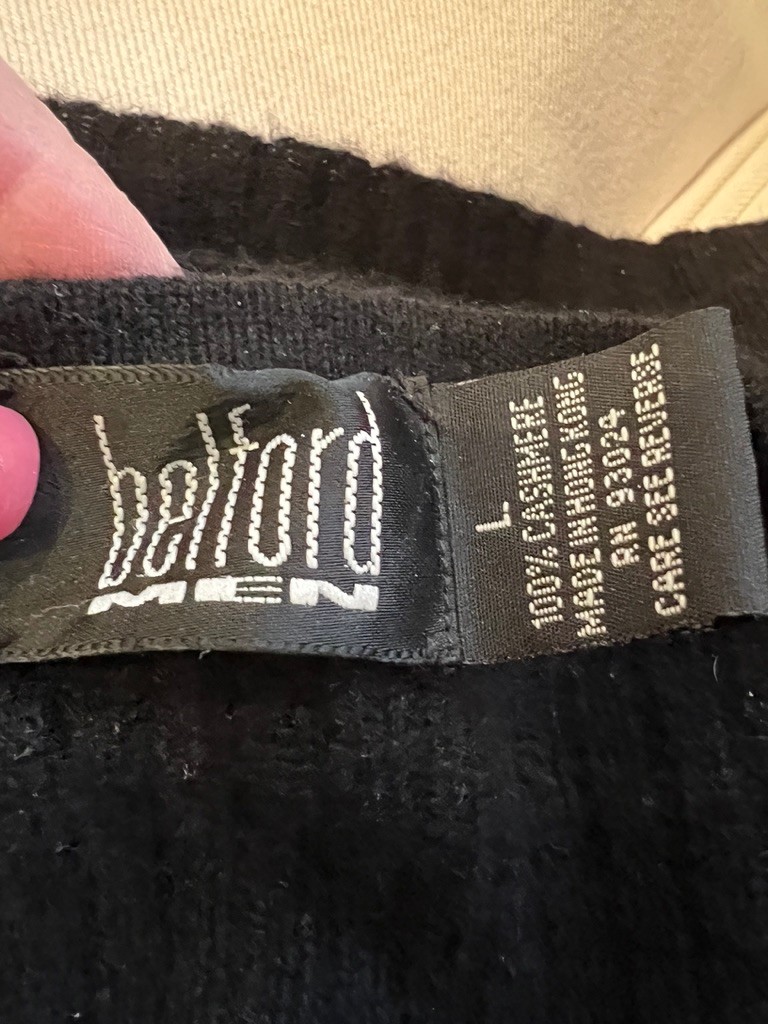 belford
MEN
L
100% CASHMERE
MADE IN HONG KONG
RN 93024
CARE SEE REVERSE